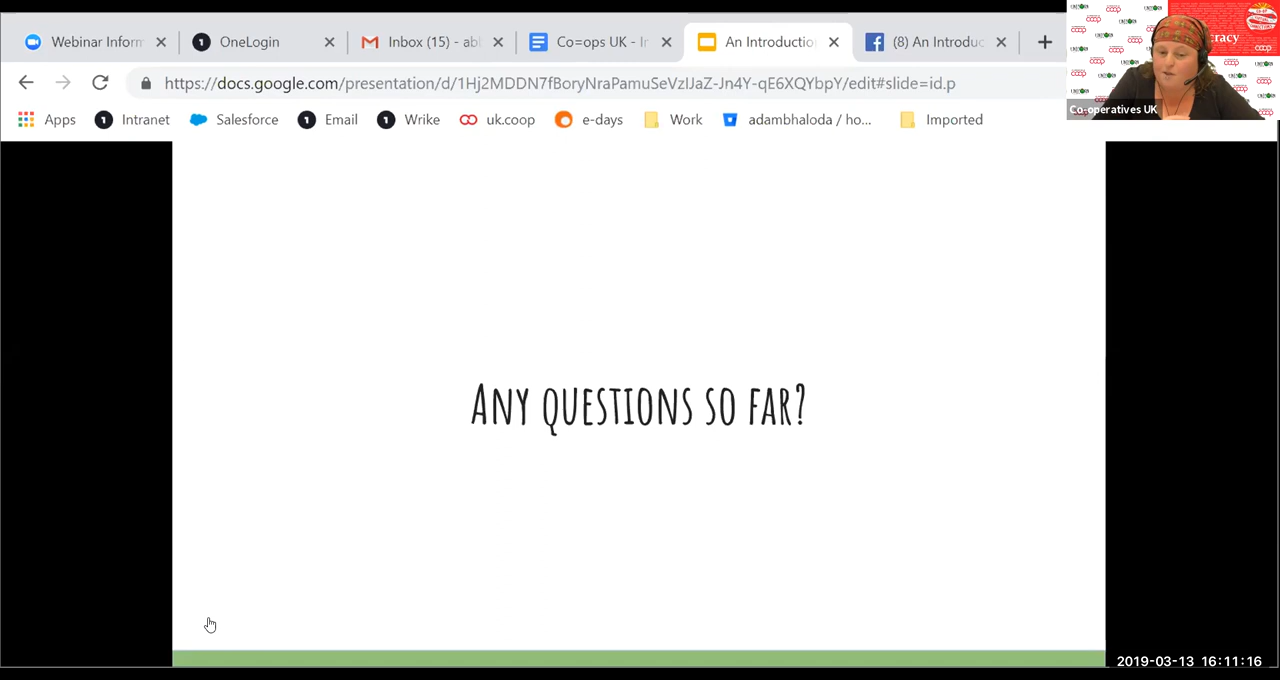 Webinar Inform
OneLogin
Inbox (15) - ab
Co=ops UK - I
An Introductio
(8) An Introduc
https://docs.google.com/presentation/d/1Hj2MDDN7fBoryNraPamuSeVzlJaZ-Jn4Y-qE6XQYbpY/edit#slide=id.p
Apps
Intranet
Salesforce
Email
Wrike
uk.coop
e-days
Work
adambhaloda / ho...
Imported
coop
racy
Co-operatives UK
Any questions so far?
2019-03-13 16:11:16